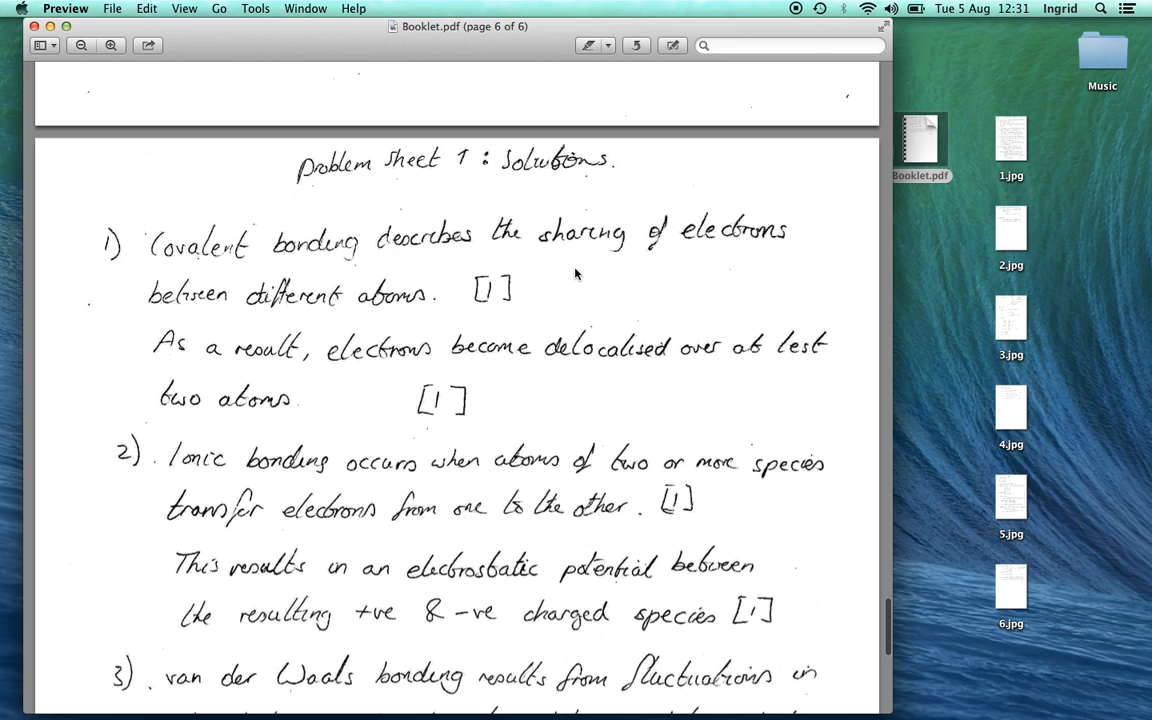 Preview File Edit View Go Tools Window Help Tue 5 Aug 12:31 Ingrid
Booklet.pdf (page 6 of 6)
Music
Booklet.pdf
1.jpg
2.jpg
3.jpg
4.jpg
5.jpg
6.jpg
Problem sheet 1 : Solutions.
1) Covalent bonding describes the sharing of electrons
between different atoms. [1]
As a result, electrons become delocalised over at lest
two atoms. [1]
2). Ionic bonding occurs when atoms of two or more species
transfer electrons from one to the other. [1]
This results in an electrostatic potential between
the resulting +ve & -ve charged species [1]
3). van der Waals bonding results from fluctuations in